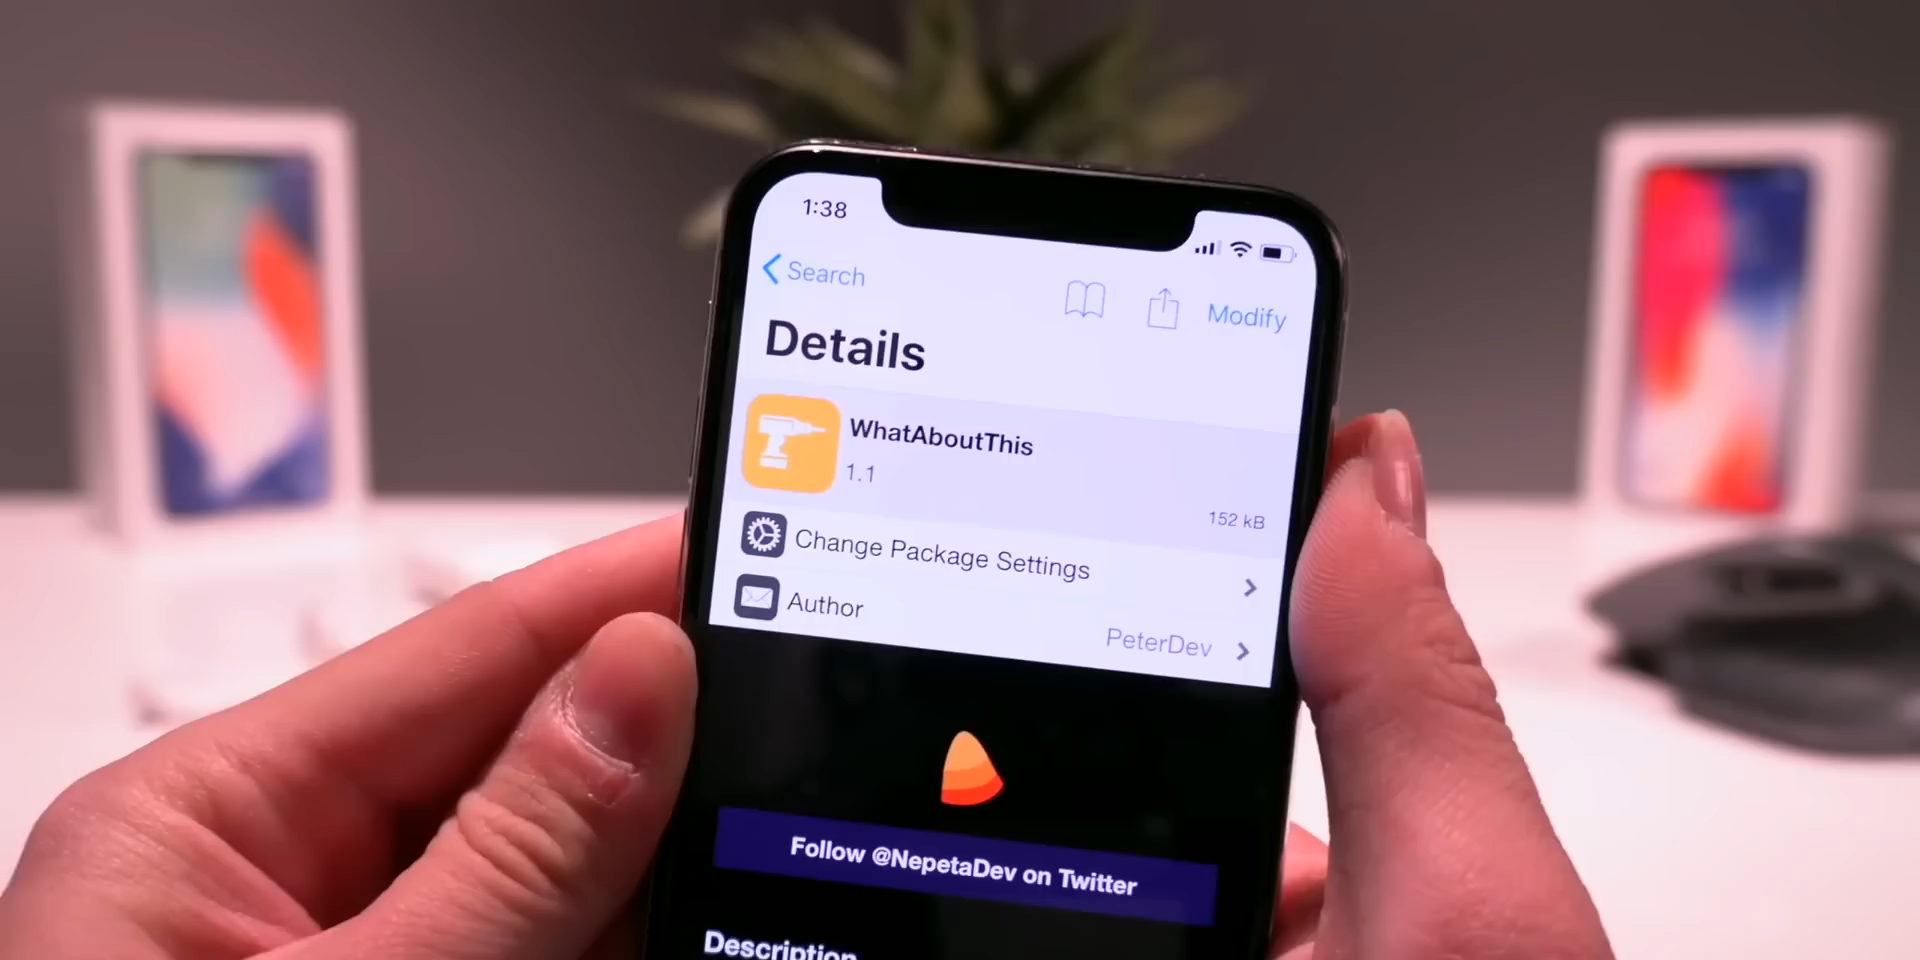 1:38
Search
Modify
Details
WhatAboutThis
1.1
152 kB
Change Package Settings
Author
PeterDev
Follow @NepetaDev on Twitter
Description